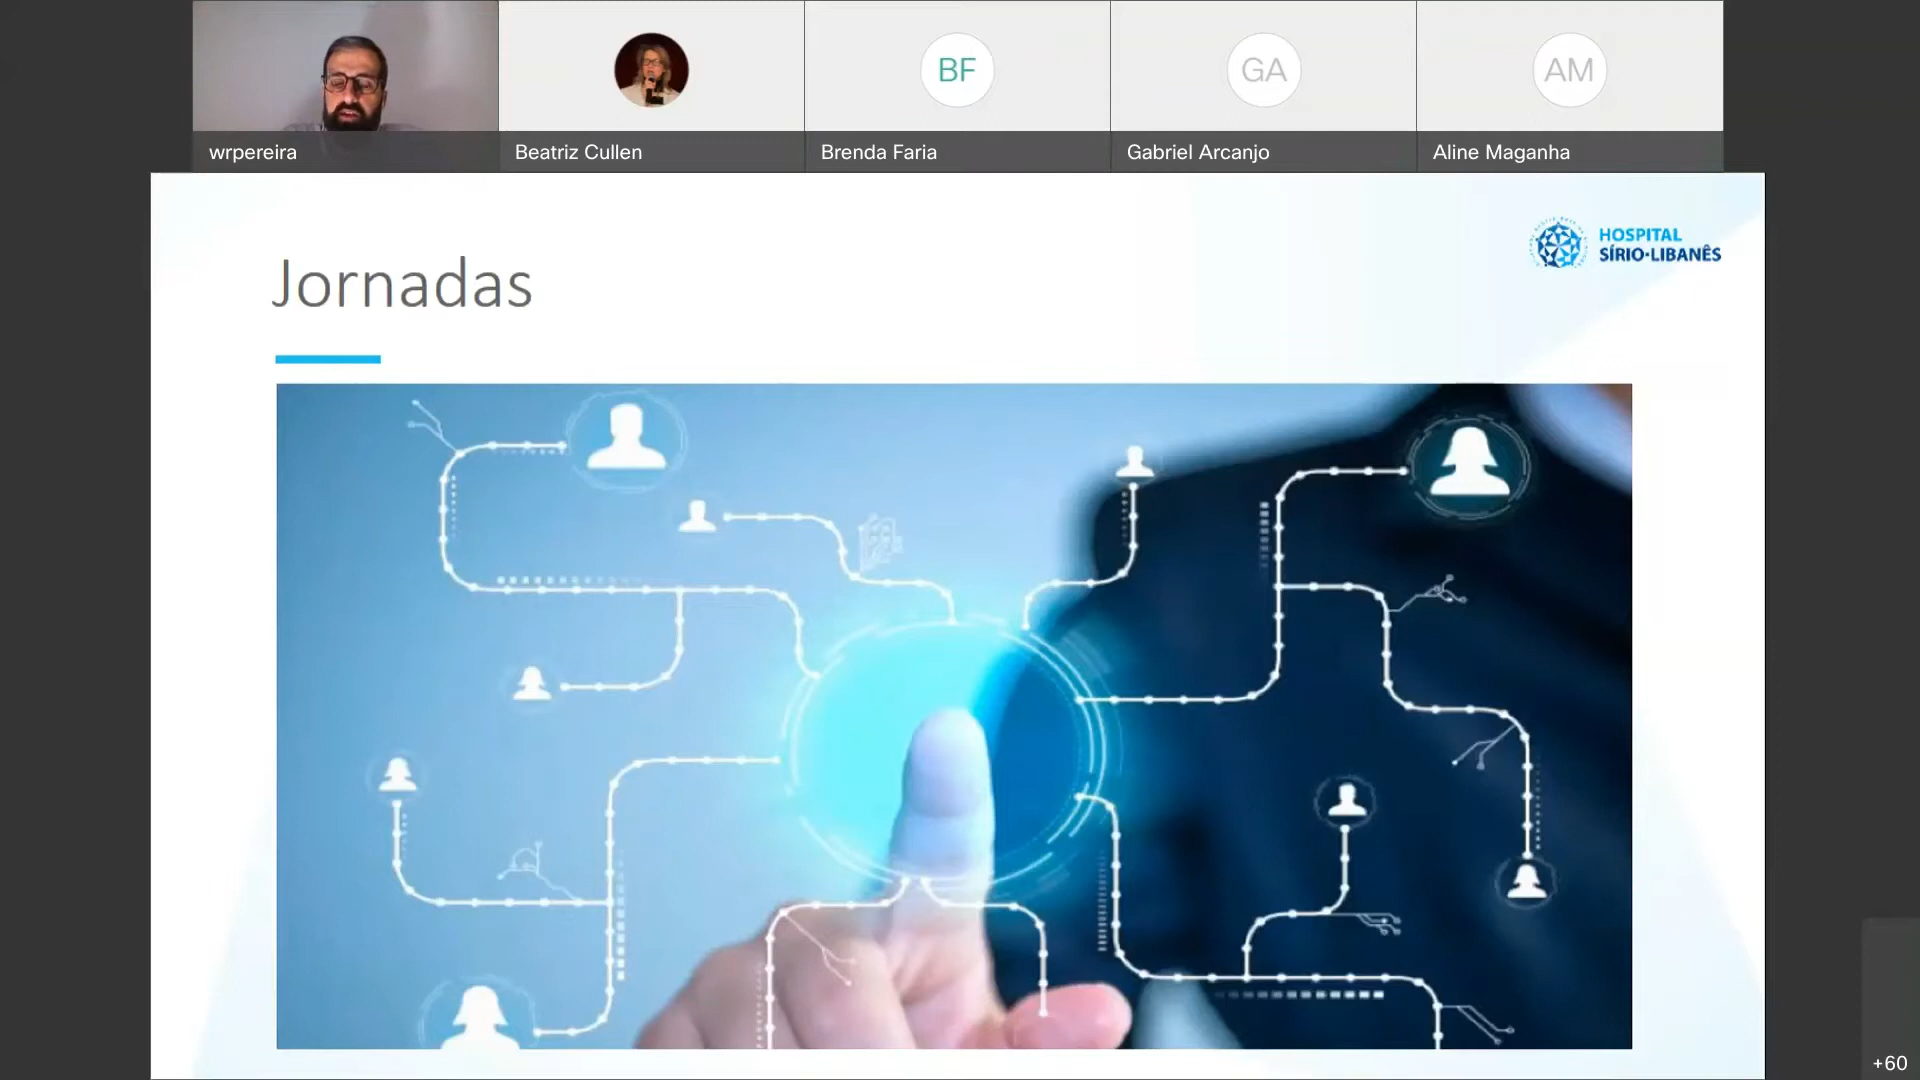 BF
GA
AM
wrpereira
Beatriz Cullen
Brenda Faria
Gabriel Arcanjo
Aline Maganha
HOSPITAL
SÍRIO•LIBANÊS
Jornadas
+60